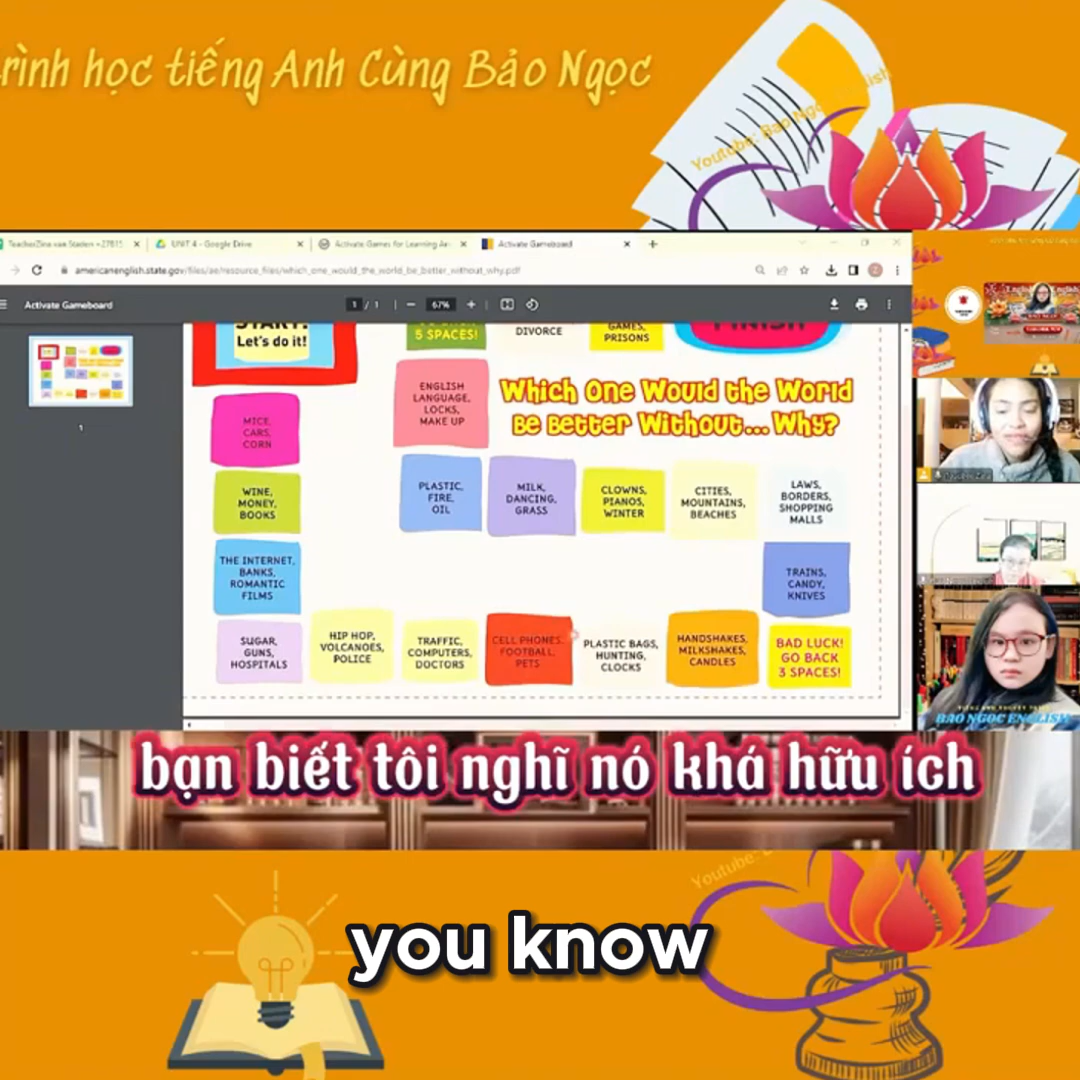 rình học tiếng Anh Cùng Bảo Ngọc
UNIT 4 - Google Drive
Activate Games for Learning Am
Activate Gameboard
americanenglish.state.gov/files/ae/resource_files/which_one_would_the_world_be_better_without_why.pdf
Activate Gameboard
1 / 1
67%
1
START!
Let's do it!
5 SPACES!
DIVORCE
GAMES,
PRISONS
FINISH
ENGLISH
LANGUAGE,
LOCKS,
MAKE UP
Which One Would the World
Be Better Without... Why?
MICE,
CARS,
CORN
WINE,
MONEY,
BOOKS
PLASTIC,
FIRE,
OIL
MILK,
DANCING,
GRASS
CLOWNS,
PIANOS,
WINTER
CITIES,
MOUNTAINS,
BEACHES
LAWS,
BORDERS,
SHOPPING
MALLS
THE INTERNET,
BANKS,
ROMANTIC
FILMS
TRAINS,
CANDY,
KNIVES
SUGAR,
GUNS,
HOSPITALS
HIP HOP,
VOLCANOES,
POLICE
TRAFFIC,
COMPUTERS,
DOCTORS
CELL PHONES,
FOOTBALL,
PETS
PLASTIC BAGS,
HUNTING,
CLOCKS
HANDSHAKES,
MILKSHAKES,
CANDLES
BAD LUCK!
GO BACK
3 SPACES!
BAO NGOC ENGLISH
bạn biết tôi nghĩ nó khá hữu ích
you know